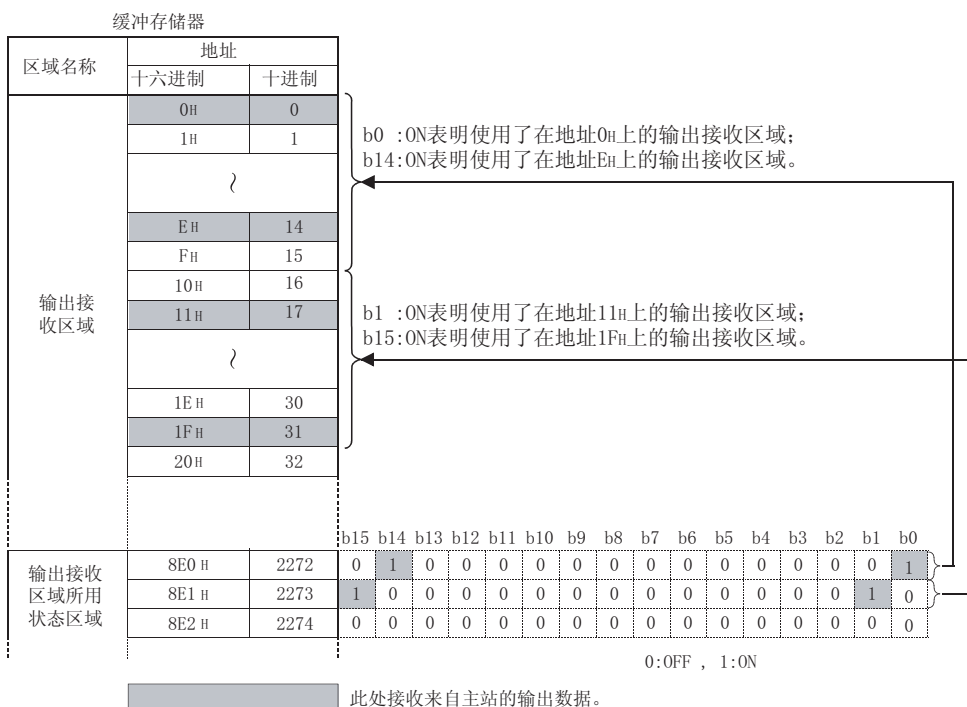 缓冲存储器
区域名称 地址
十六进制 十进制
输出接收区域
0H 0
1H 1
~
EH 14
FH 15
10H 16
11H 17
~
1EH 30
1FH 31
20H 32
b0 :ON表明使用了在地址0H上的输出接收区域;
b14:ON表明使用了在地址EH上的输出接收区域。
b1 :ON表明使用了在地址11H上的输出接收区域;
b15:ON表明使用了在地址1FH上的输出接收区域。
b15 b14 b13 b12 b11 b10 b9 b8 b7 b6 b5 b4 b3 b2 b1 b0
输出接收
区域所用
状态区域
8E0H 2272 0 1 0 0 0 0 0 0 0 0 0 0 0 0 0 1
8E1H 2273 1 0 0 0 0 0 0 0 0 0 0 0 0 0 1 0
8E2H 2274 0 0 0 0 0 0 0 0 0 0 0 0 0 0 0 0
0:OFF , 1:ON
此处接收来自主站的输出数据。